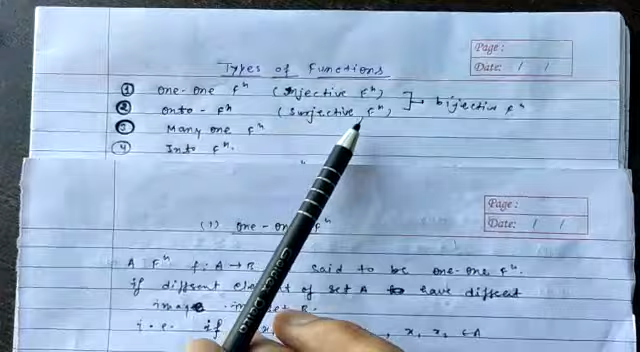 Page:
Date: / /
Types of Functions
① One-One fⁿ (Injective fⁿ)
② Onto - fⁿ (Surjective fⁿ) ]→ bijective fⁿ
③ Many one fⁿ
④ Into fⁿ.
Page:
Date: / /
(1) One-One fⁿ
A fⁿ f: A → B said to be one-one fⁿ.
if different of set A to have different
image in set B.
i.e. if x, x₂ ∈ A